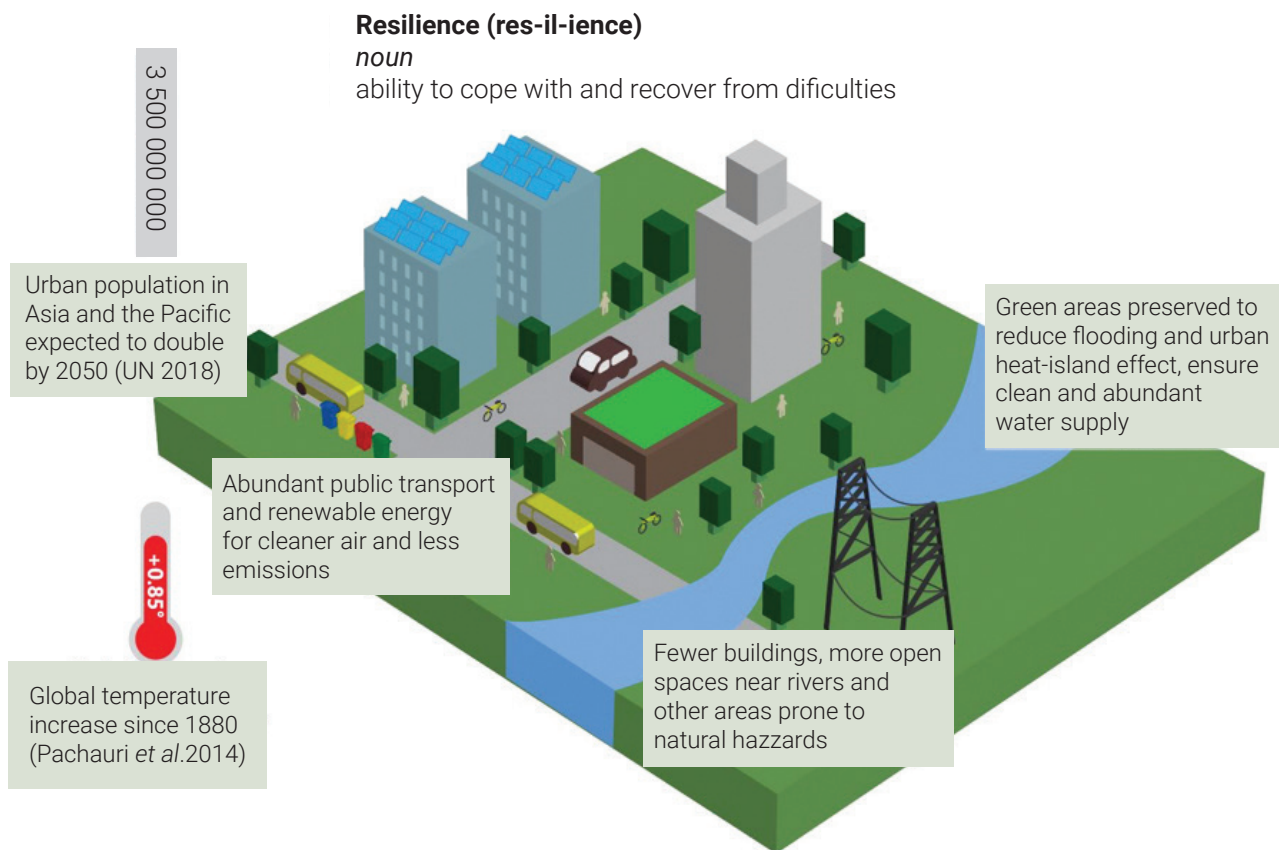 Resilience (res-il-ience)
noun
ability to cope with and recover from dificulties
3 500 000 000
Urban population in
Asia and the Pacific
expected to double
by 2050 (UN 2018)
Green areas preserved to
reduce flooding and urban
heat-island effect, ensure
clean and abundant
water supply
Abundant public transport
and renewable energy
for cleaner air and less
emissions
+0.85°
Global temperature
increase since 1880
(Pachauri et al.2014)
Fewer buildings, more open
spaces near rivers and
other areas prone to
natural hazzards